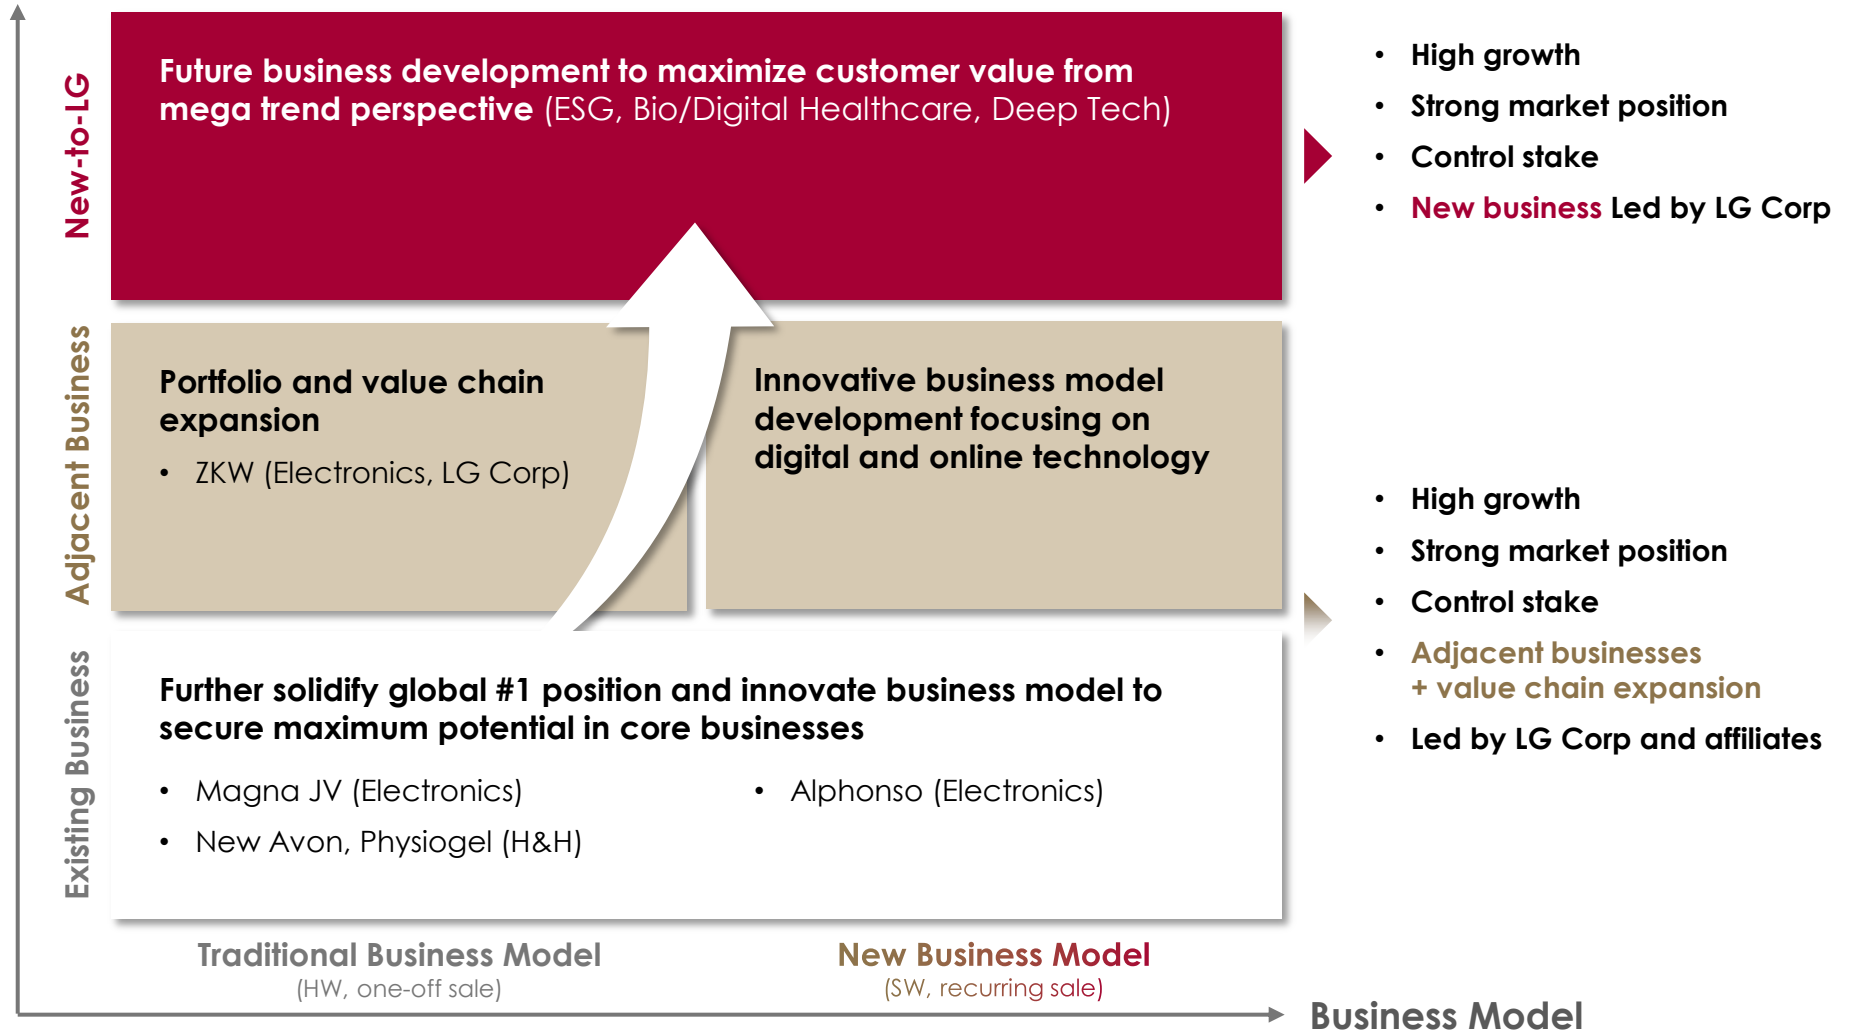 New-to-LG
Future business development to maximize customer value from
mega trend perspective (ESG, Bio/Digital Healthcare, Deep Tech)
• High growth
• Strong market position
• Control stake
• New business Led by LG Corp
Adjacent Business
Portfolio and value chain
expansion
• ZKW (Electronics, LG Corp)
Innovative business model
development focusing on
digital and online technology
• High growth
• Strong market position
• Control stake
• Adjacent businesses
+ value chain expansion
• Led by LG Corp and affiliates
Existing Business
Further solidify global #1 position and innovate business model to
secure maximum potential in core businesses
• Magna JV (Electronics)
• New Avon, Physiogel (H&H)
• Alphonso (Electronics)
Traditional Business Model
(HW, one-off sale)
New Business Model
(SW, recurring sale)
Business Model